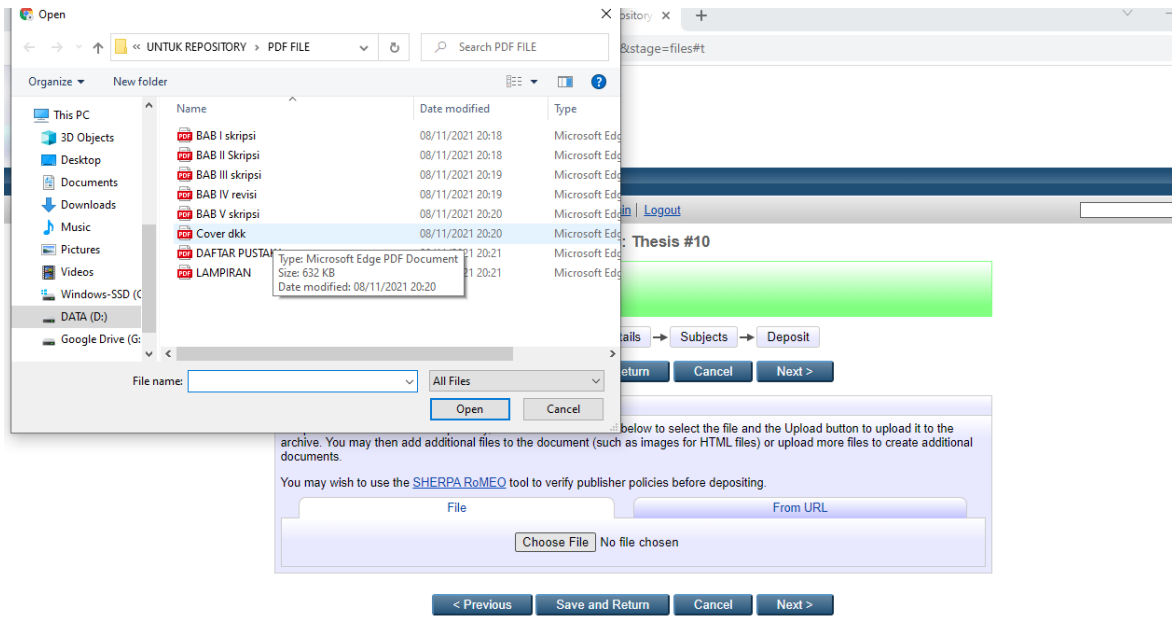 Open
pository
&stage=files#t
« UNTUK REPOSITORY > PDF FILE
Search PDF FILE
Organize
New folder
Name Date modified Type
This PC
3D Objects
Desktop
Documents
Downloads
Music
Pictures
Videos
Windows-SSD (C
DATA (D:)
Google Drive (G:
BAB I skripsi 08/11/2021 20:18 Microsoft Edg
BAB II Skripsi 08/11/2021 20:18 Microsoft Edg
BAB III skripsi 08/11/2021 20:19 Microsoft Edg
BAB IV revisi 08/11/2021 20:19 Microsoft Edg
BAB V skripsi 08/11/2021 20:20 Microsoft Edg
Cover dkk 08/11/2021 20:20 Microsoft Edg
DAFTAR PUSTAK 21 20:21 Microsoft Edg
LAMPIRAN 21 20:21 Microsoft Edg
Type: Microsoft Edge PDF Document
Size: 632 KB
Date modified: 08/11/2021 20:20
File name:
All Files
Open Cancel
in | Logout
: Thesis #10
tails Subjects Deposit
eturn Cancel Next >
below to select the file and the Upload button to upload it to the
archive. You may then add additional files to the document (such as images for HTML files) or upload more files to create additional
documents.
You may wish to use the SHERPA RoMEO tool to verify publisher policies before depositing.
File From URL
Choose File No file chosen
< Previous Save and Return Cancel Next >